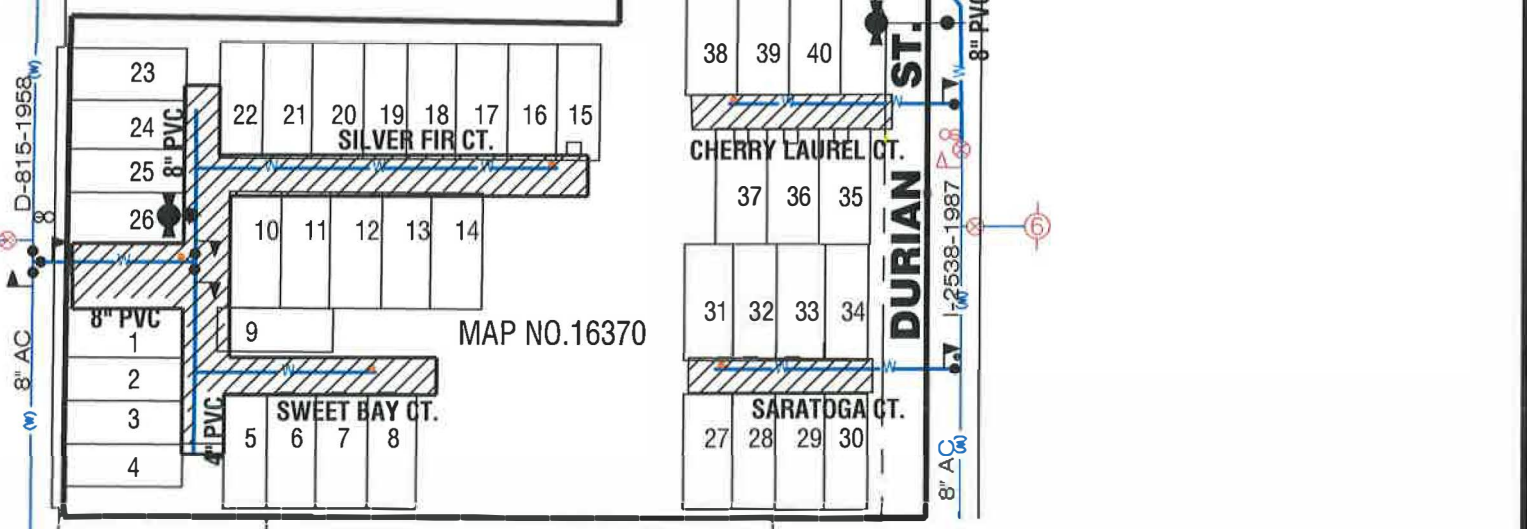 38 39 40
ST.
8" PVC
23
24
25
26
8" PVC
22 21 20 19 18 17 16 15
SILVER FIR CT.
CHERRY LAUREL CT.
D-815-1958
(W)
8
W W W
W W W
P 8
37 36 35
10 11 12 13 14
6
DURIAN
I-2538-1987
(W)
W
8" PVC
1
2
3
4
9
MAP NO.16370
31 32 33 34
8" AC
(W)
W
W W
SWEET BAY CT.
SARATOGA CT.
4" PVC
5 6 7 8
27 28 29 30
8" AC
(W)